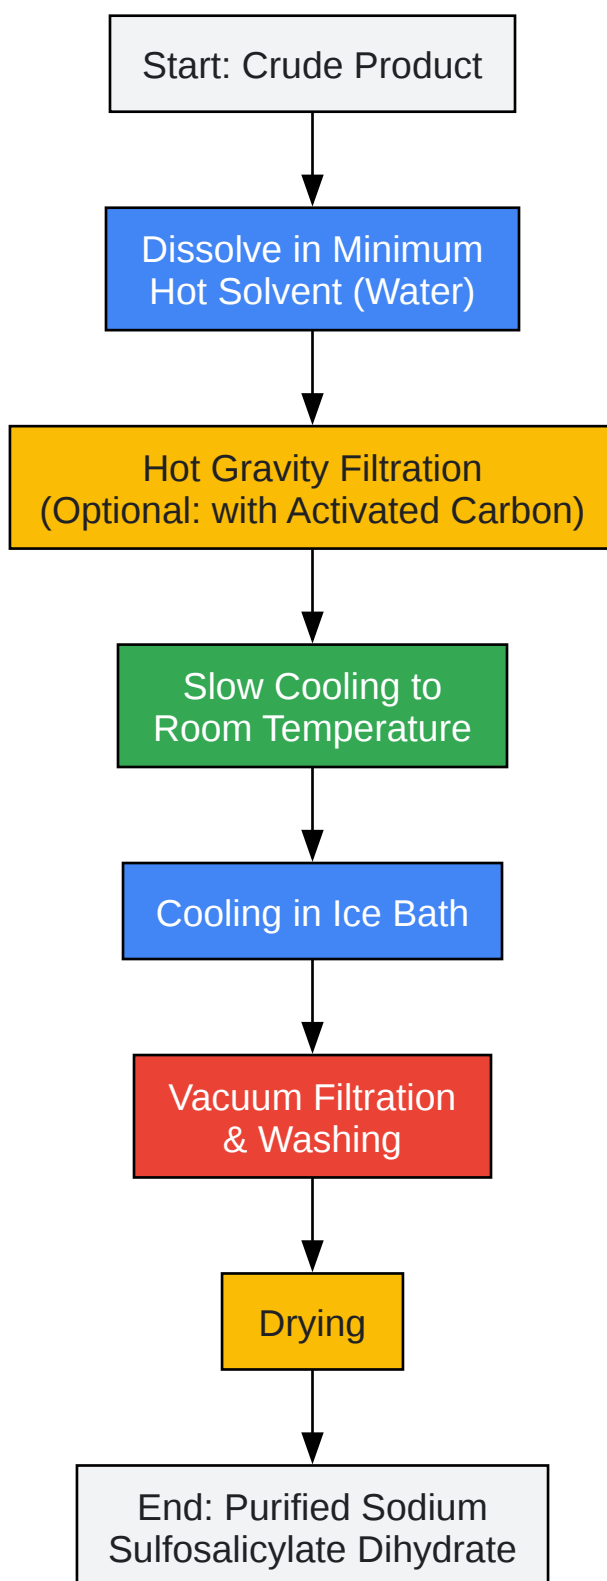 Start: Crude Product
Dissolve in Minimum
Hot Solvent (Water)
Hot Gravity Filtration
(Optional: with Activated Carbon)
Slow Cooling to
Room Temperature
Cooling in Ice Bath
Vacuum Filtration
& Washing
Drying
End: Purified Sodium
Sulfosalicylate Dihydrate